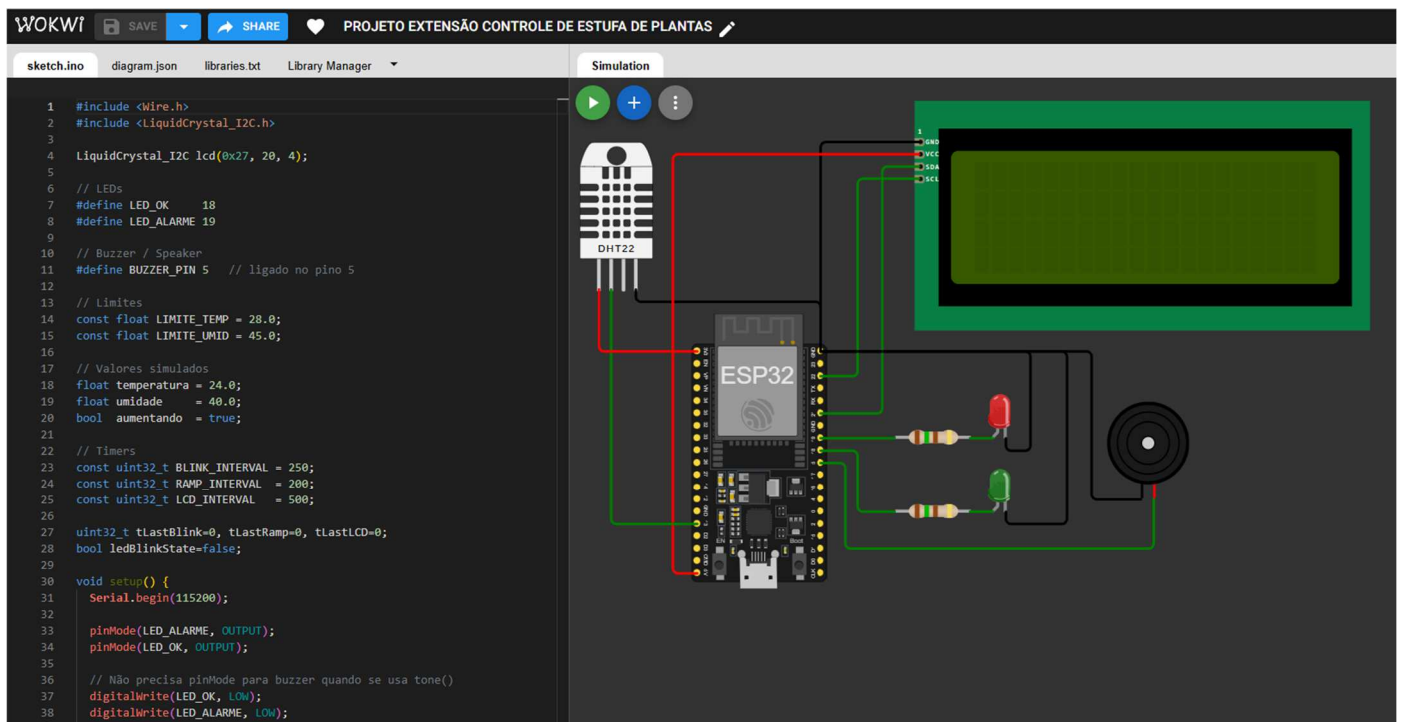 WOKWi SAVE SHARE PROJETO EXTENSÃO CONTROLE DE ESTUFA DE PLANTAS
sketch.ino diagram.json libraries.txt Library Manager
Simulation
1 #include <Wire.h>
2 #include <LiquidCrystal_I2C.h>
3
4 LiquidCrystal_I2C lcd(0x27, 20, 4);
5
6 // LEDs
7 #define LED_OK     18
8 #define LED_ALARME 19
9
10 // Buzzer / Speaker
11 #define BUZZER_PIN 5   // ligado no pino 5
12
13 // Limites
14 const float LIMITE_TEMP = 28.0;
15 const float LIMITE_UMID = 45.0;
16
17 // Valores simulados
18 float temperatura = 24.0;
19 float umidade     = 40.0;
20 bool  aumentando  = true;
21
22 // Timers
23 const uint32_t BLINK_INTERVAL = 250;
24 const uint32_t RAMP_INTERVAL = 200;
25 const uint32_t LCD_INTERVAL   = 500;
26
27 uint32_t tLastBlink=0, tLastRamp=0, tLastLCD=0;
28 bool ledBlinkState=false;
29
30 void setup() {
31   Serial.begin(115200);
32
33   pinMode(LED_ALARME, OUTPUT);
34   pinMode(LED_OK, OUTPUT);
35
36   // Não precisa pinMode para buzzer quando se usa tone()
37   digitalWrite(LED_OK, LOW);
38   digitalWrite(LED_ALARME, LOW);
DHT22
1
GND
VCC
SDA
SCL
ESP32
EN
Boot